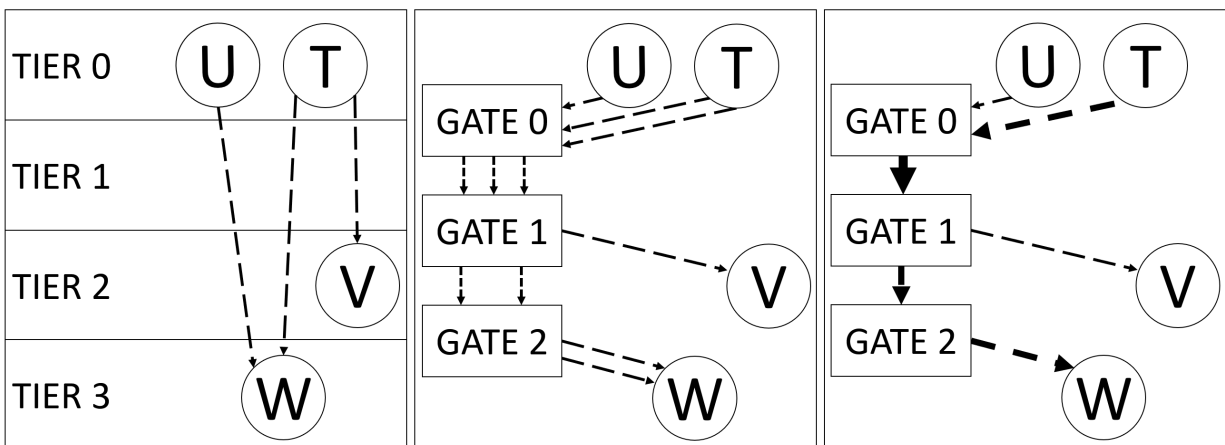 TIER 0
U
T
TIER 1
TIER 2
V
TIER 3
W
U
T
GATE 0
GATE 1
V
GATE 2
W
U
T
GATE 0
GATE 1
V
GATE 2
W